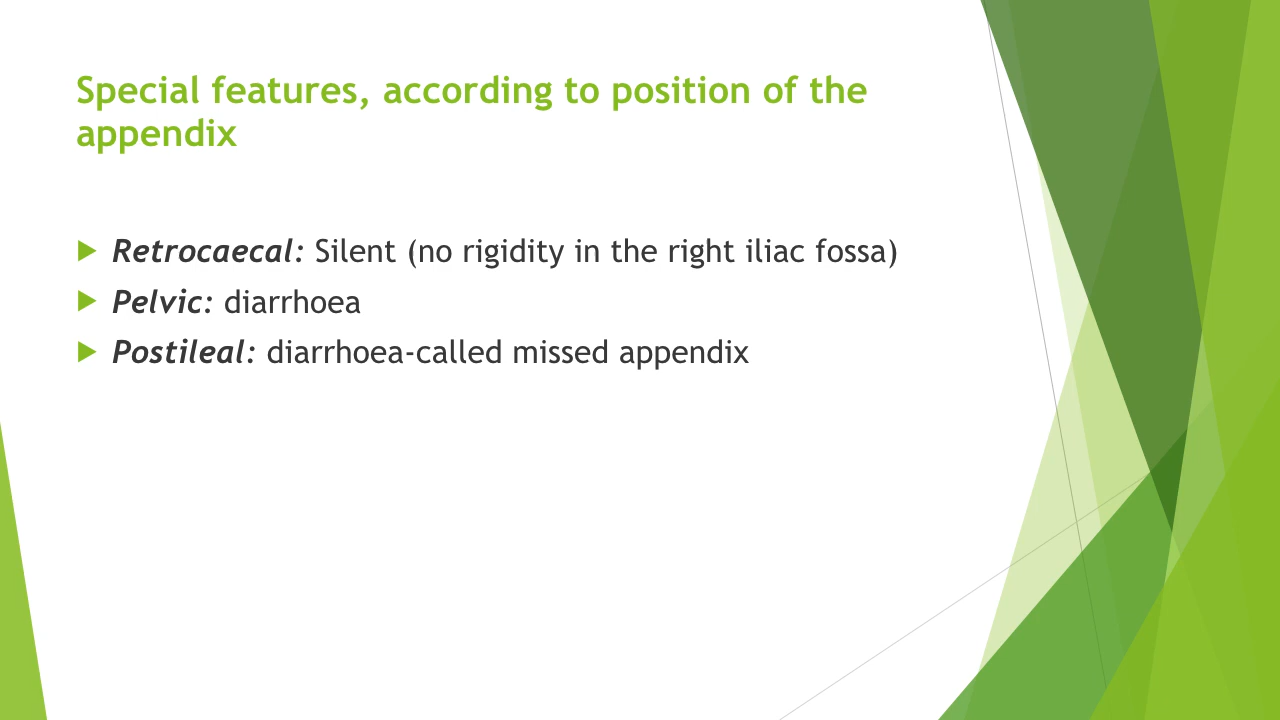 Special features, according to position of the
appendix
Retrocaecal: Silent (no rigidity in the right iliac fossa)
Pelvic: diarrhoea
Postileal: diarrhoea-called missed appendix